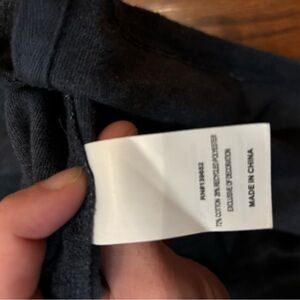 RN#139652
72% COTTON 28% RECYCLED POLYESTER
EXCLUSIVE OF DECORATION
MADE IN CHINA